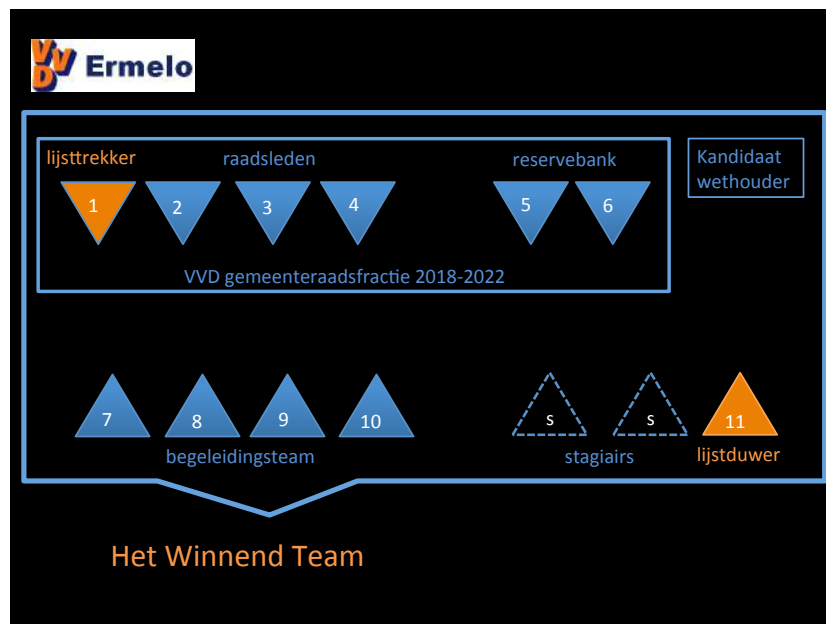 VVD Ermelo
lijsttrekker raadsleden reservebank
Kandidaat
wethouder
1 2 3 4 5 6
VVD gemeenteraadsfractie 2018-2022
7 8 9 10 s s 11
begeleidingsteam stagiairs lijstduwer
Het Winnend Team